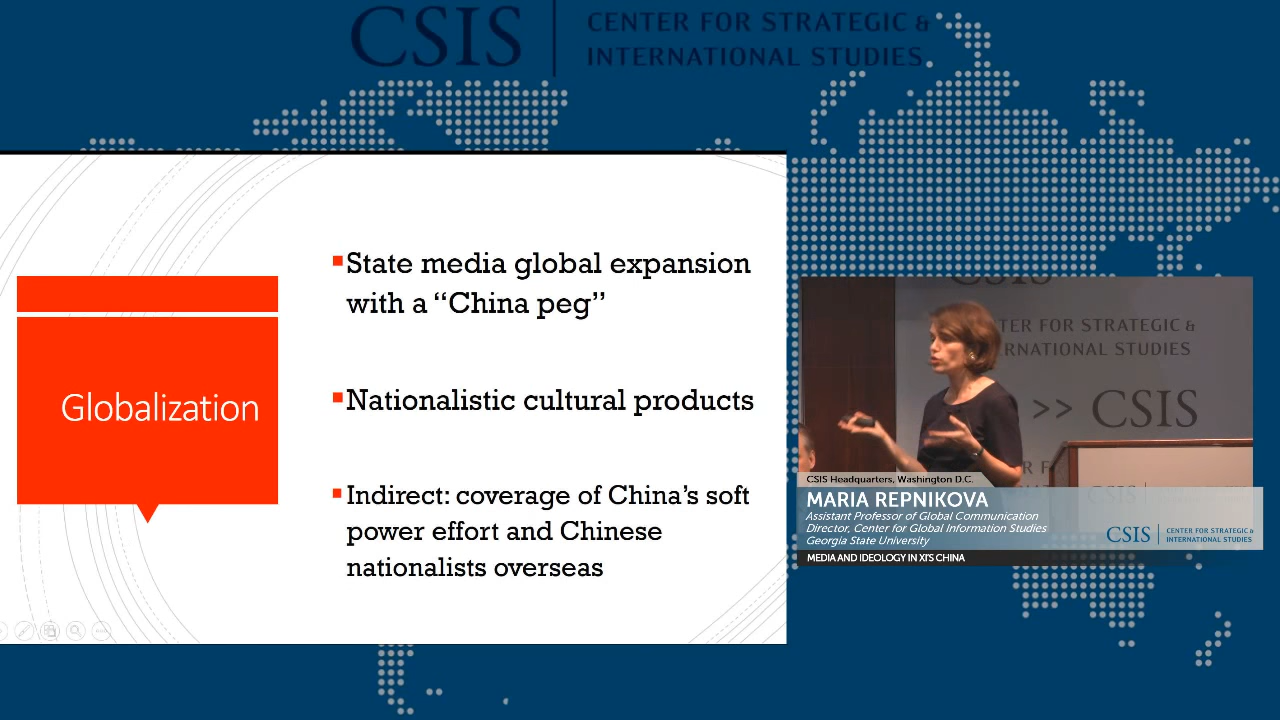 CSIS
CENTER FOR STRATEGIC &
INTERNATIONAL STUDIES
Globalization
State media global expansion
with a “China peg”
Nationalistic cultural products
Indirect: coverage of China’s soft
power effort and Chinese
nationalists overseas
CSIS
TER FOR STRATEGIC &
RNATIONAL STUDIES
>> CSIS
CSIS Headquarters, Washington D.C.
MARIA REPNIKOVA
Assistant Professor of Global Communication
Director, Center for Global Information Studies
Georgia State University
CSIS
CENTER FOR STRATEGIC &
INTERNATIONAL STUDIES
MEDIA AND IDEOLOGY IN XI'S CHINA